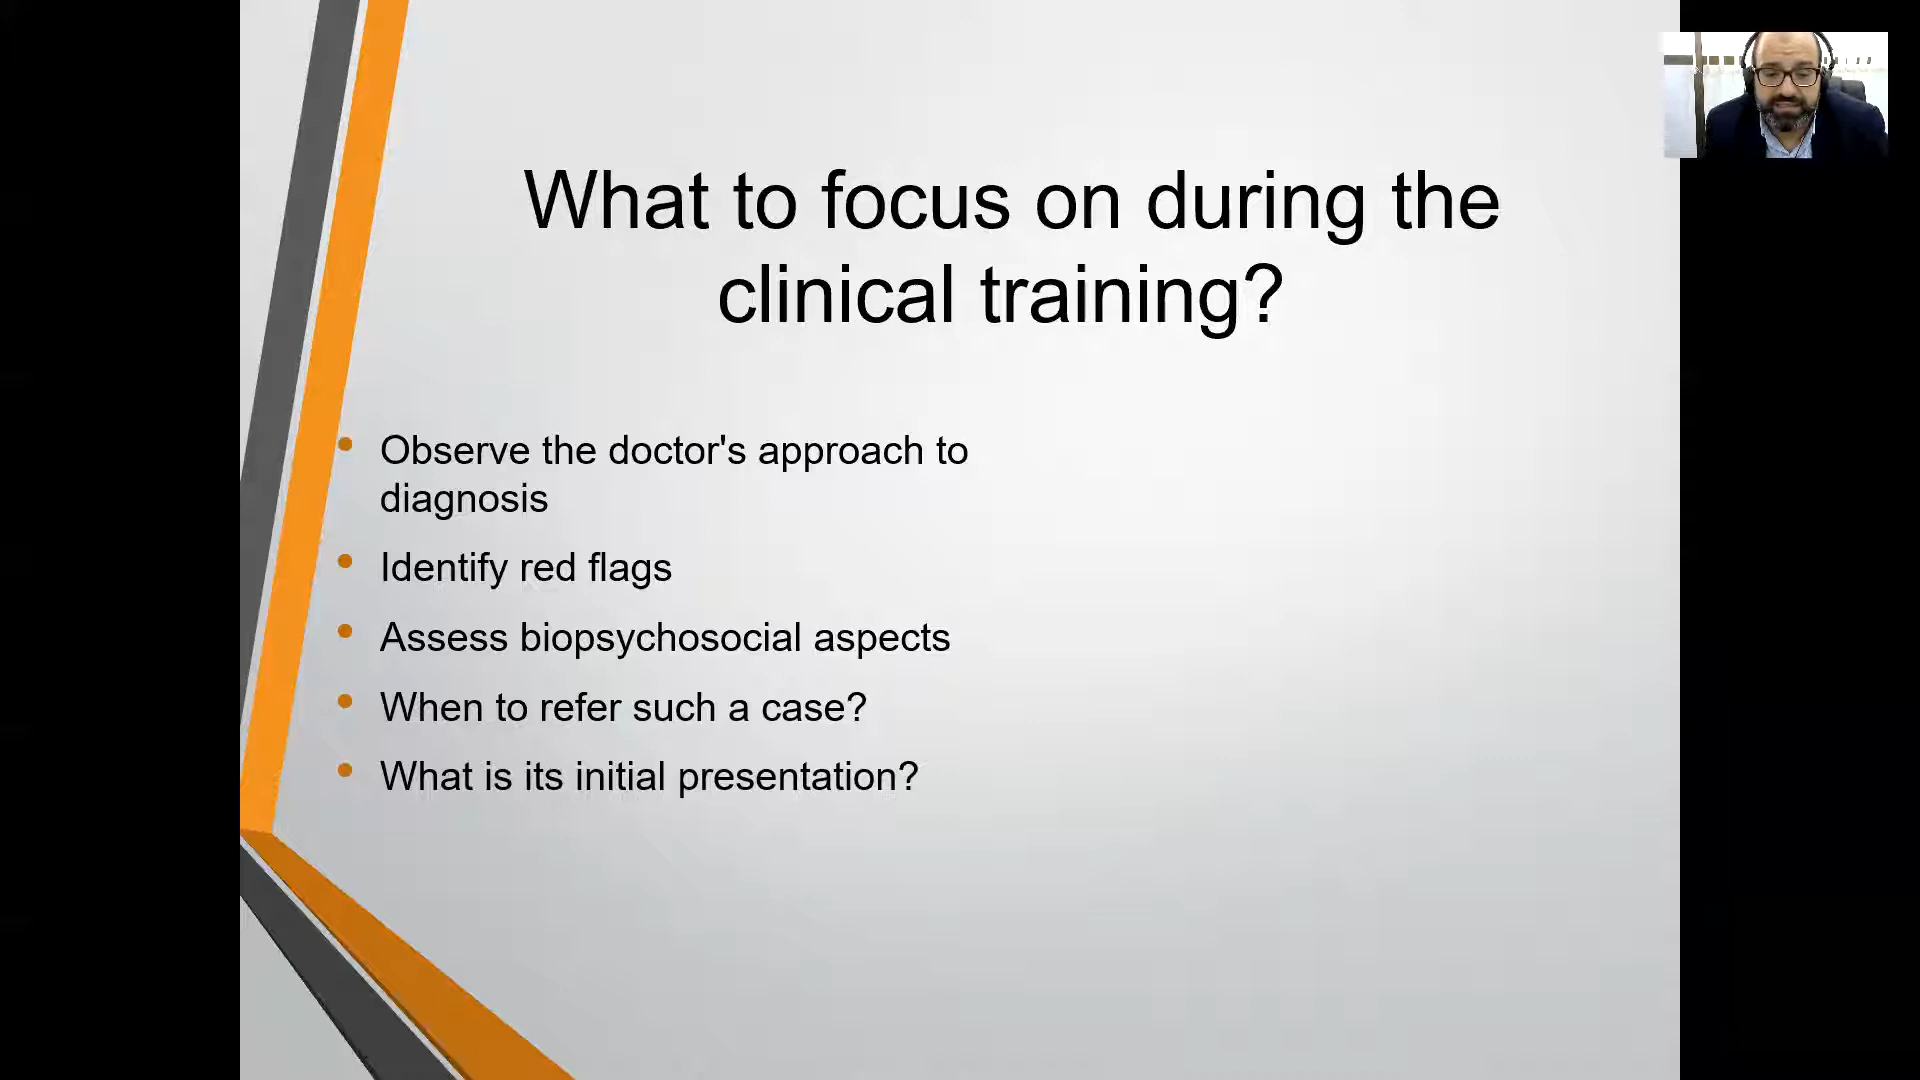 What to focus on during the
clinical training?
Observe the doctor's approach to
diagnosis
Identify red flags
Assess biopsychosocial aspects
When to refer such a case?
What is its initial presentation?